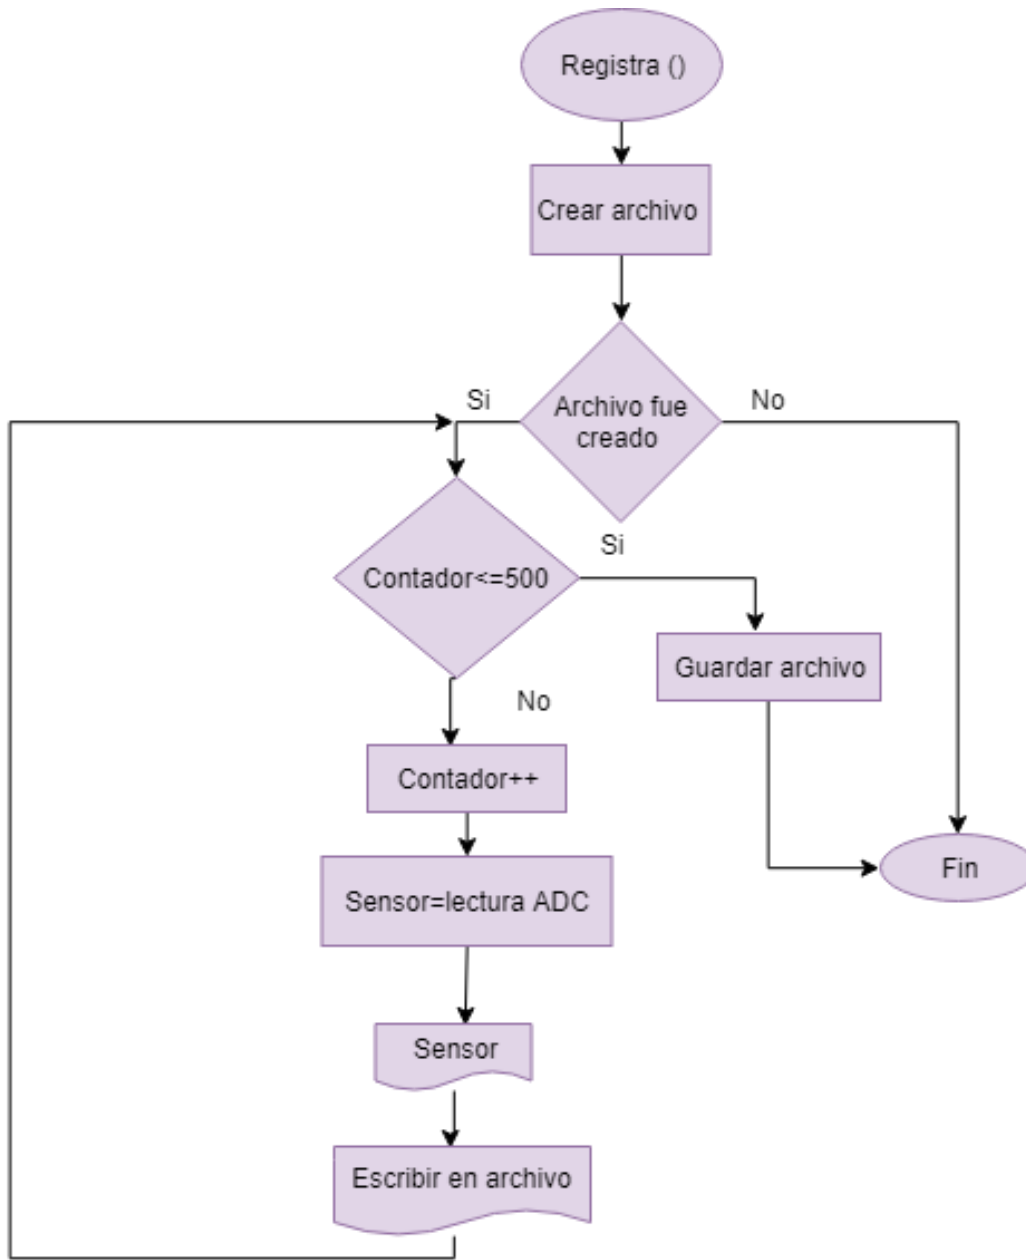 Registra ()
Crear archivo
Si
No
Archivo fue
creado
Si
Contador<=500
Guardar archivo
No
Contador++
Fin
Sensor=lectura ADC
Sensor
Escribir en archivo